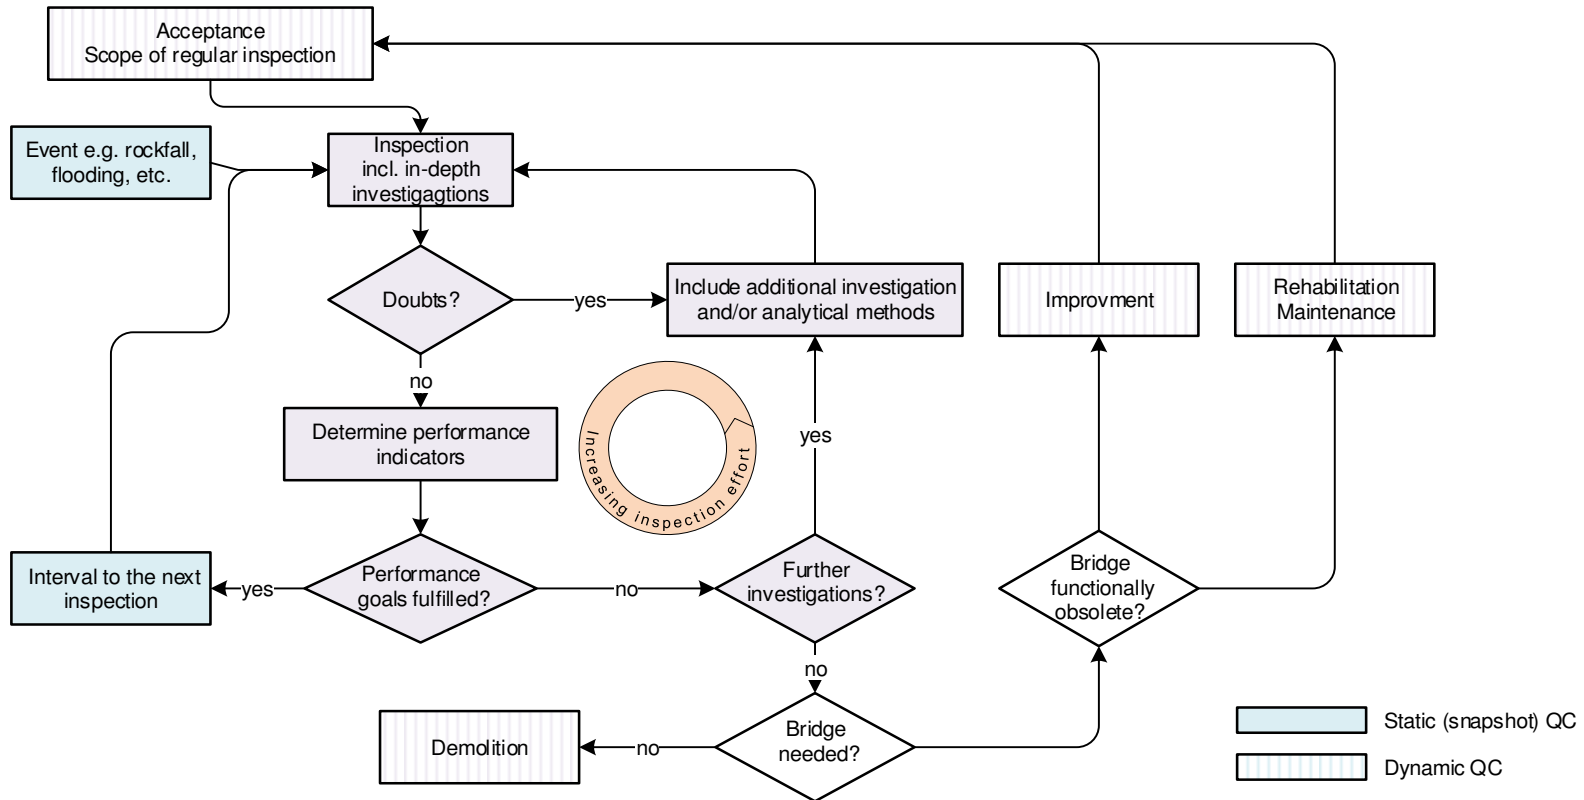 Acceptance
Scope of regular inspection
Event e.g. rockfall,
flooding, etc.
Inspection
incl. in-depth
investigagtions
Doubts?
yes
Include additional investigation
and/or analytical methods
Improvment
Rehabilitation
Maintenance
no
Determine performance
indicators
Increasing inspection effort
yes
Interval to the next
inspection
yes
Performance
goals fulfilled?
no
Further
investigations?
Bridge
functionally
obsolete?
no
Demolition
no
Bridge
needed?
Static (snapshot) QC
Dynamic QC